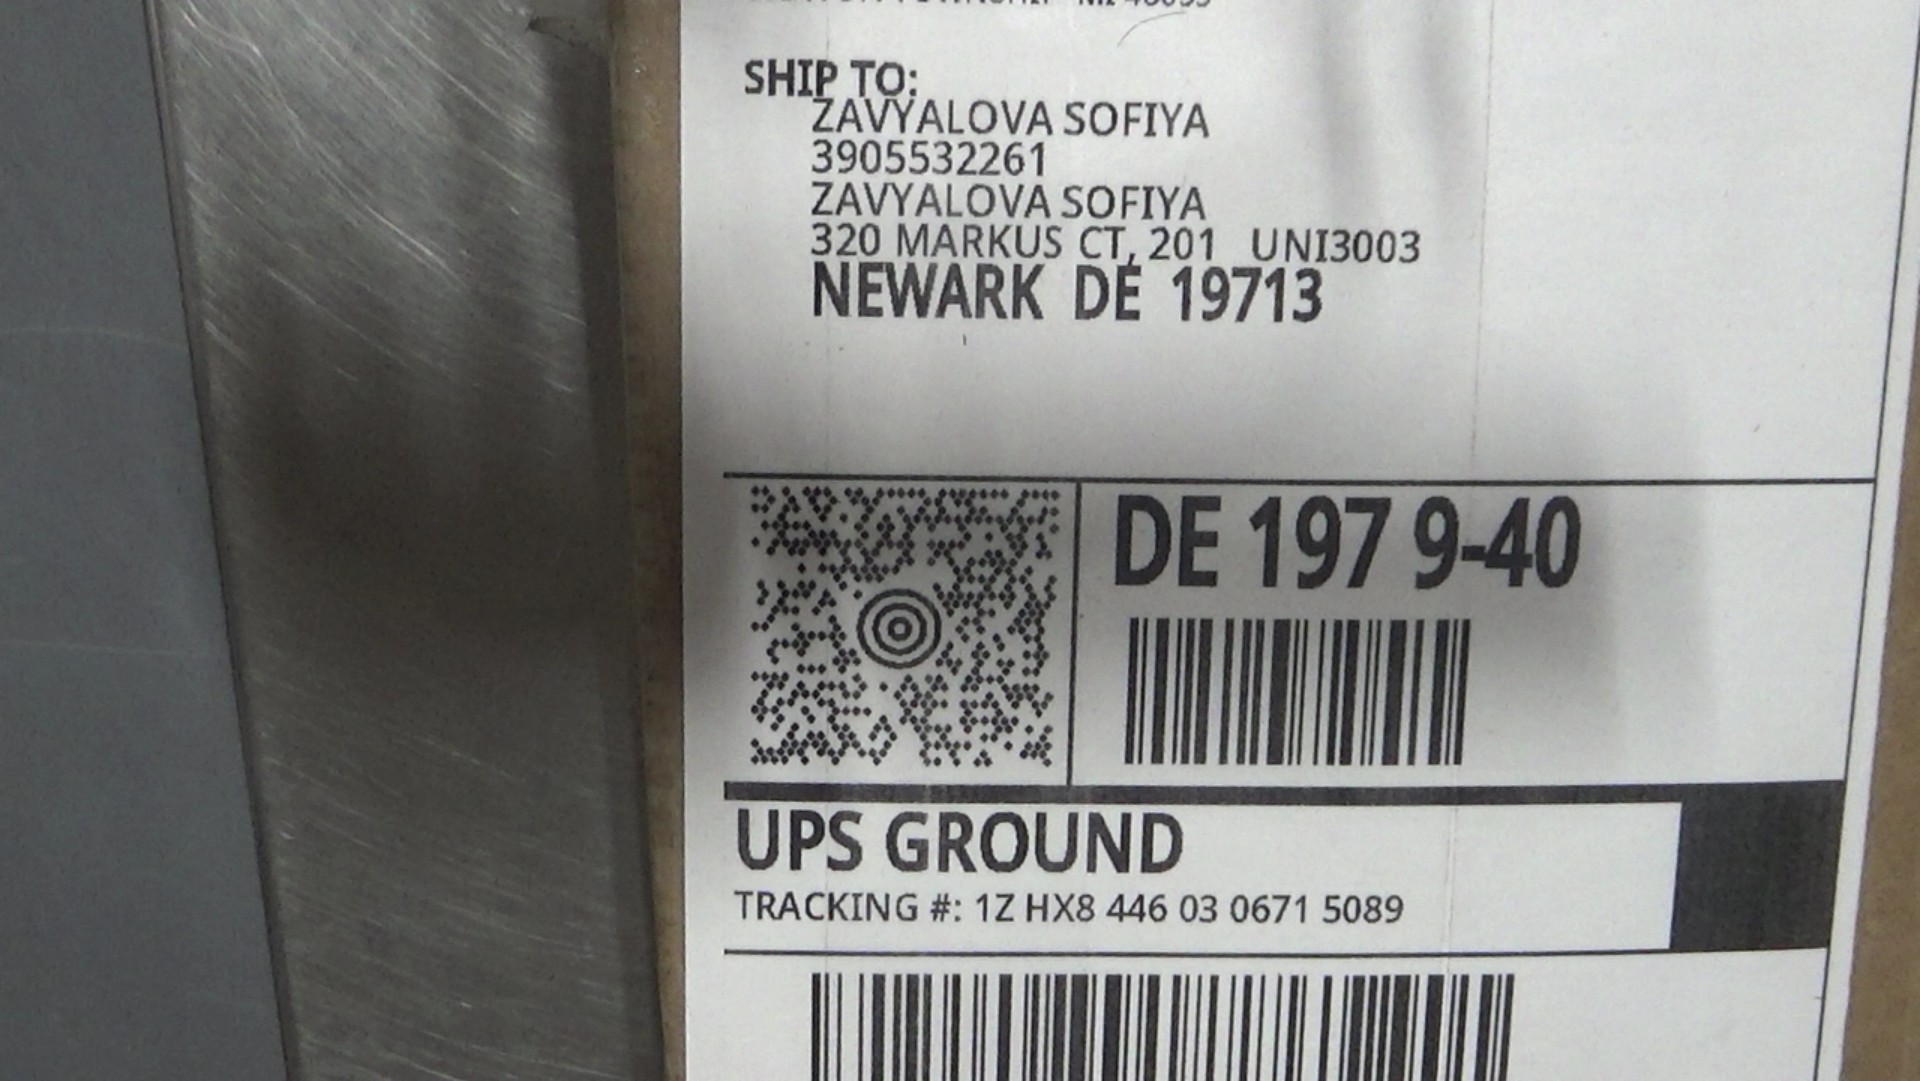 SHIP TO:
ZAVYALOVA SOFIYA
3905532261
ZAVYALOVA SOFIYA
320 MARKUS CT, 201 UNI3003
NEWARK DE 19713
DE 197 9-40
UPS GROUND
TRACKING #: 1Z HX8 446 03 0671 5089